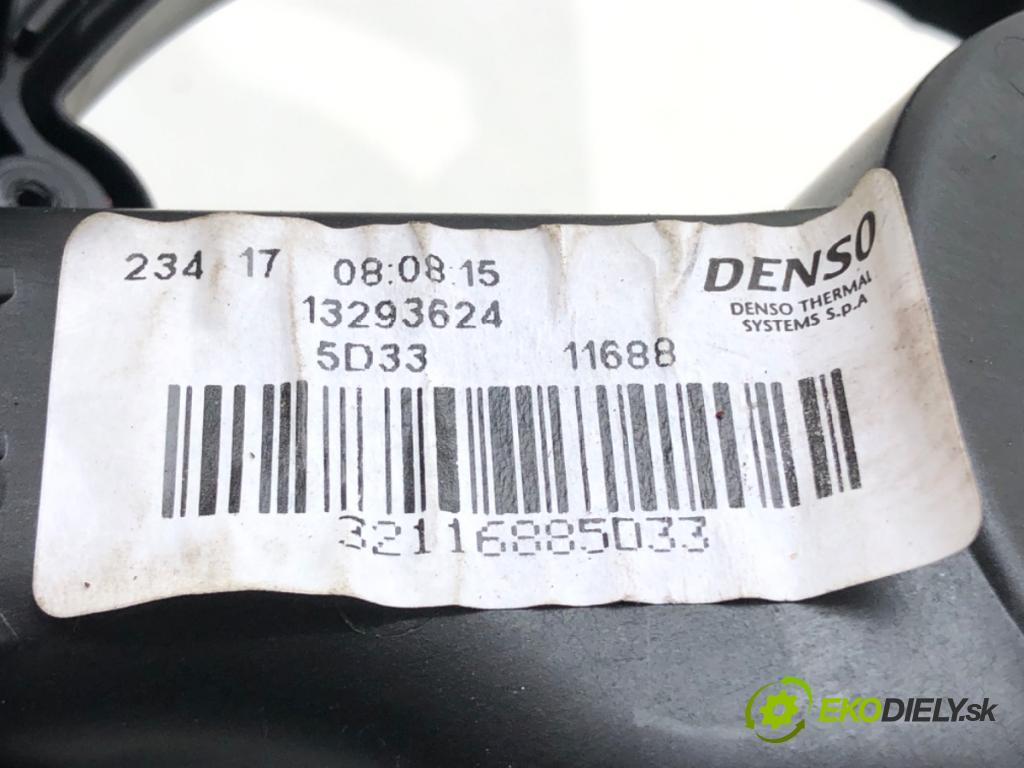 234 17 08:08:15
13293624
5D33 11688
DENSO
DENSO THERMAL
SYSTEMS S.p.A
32116885D33
EKODIELY.sk